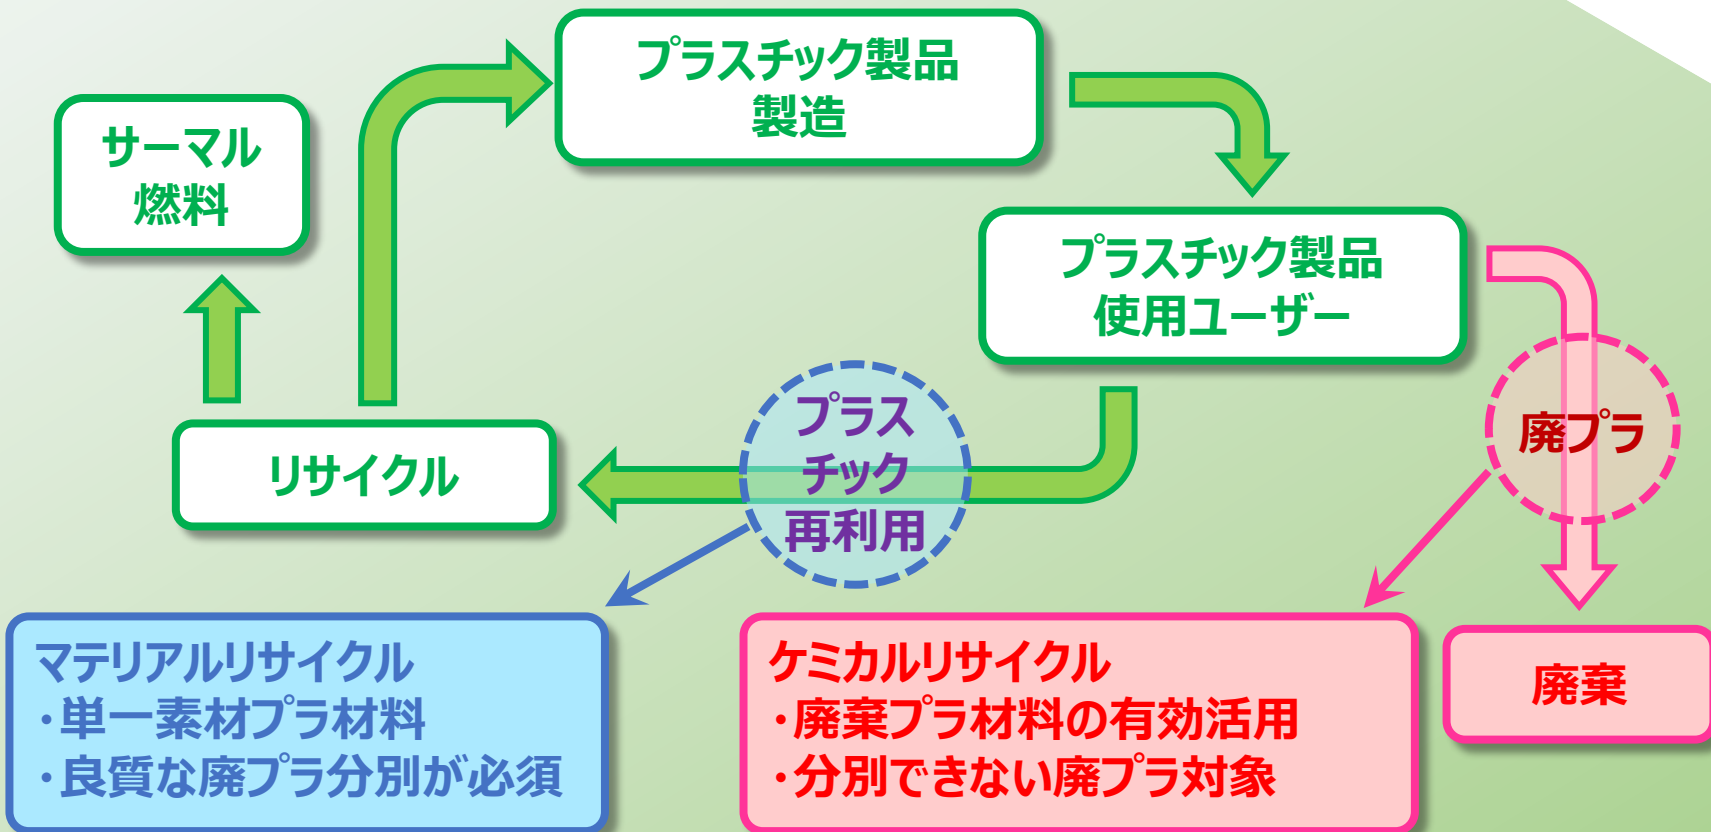 プラスチック製品
製造
サーマル
燃料
プラスチック製品
使用ユーザー
リサイクル
プラス
チック
再利用
廃プラ
マテリアルリサイクル
・単一素材プラ材料
・良質な廃プラ分別が必須
ケミカルリサイクル
・廃棄プラ材料の有効活用
・分別できない廃プラ対象
廃棄